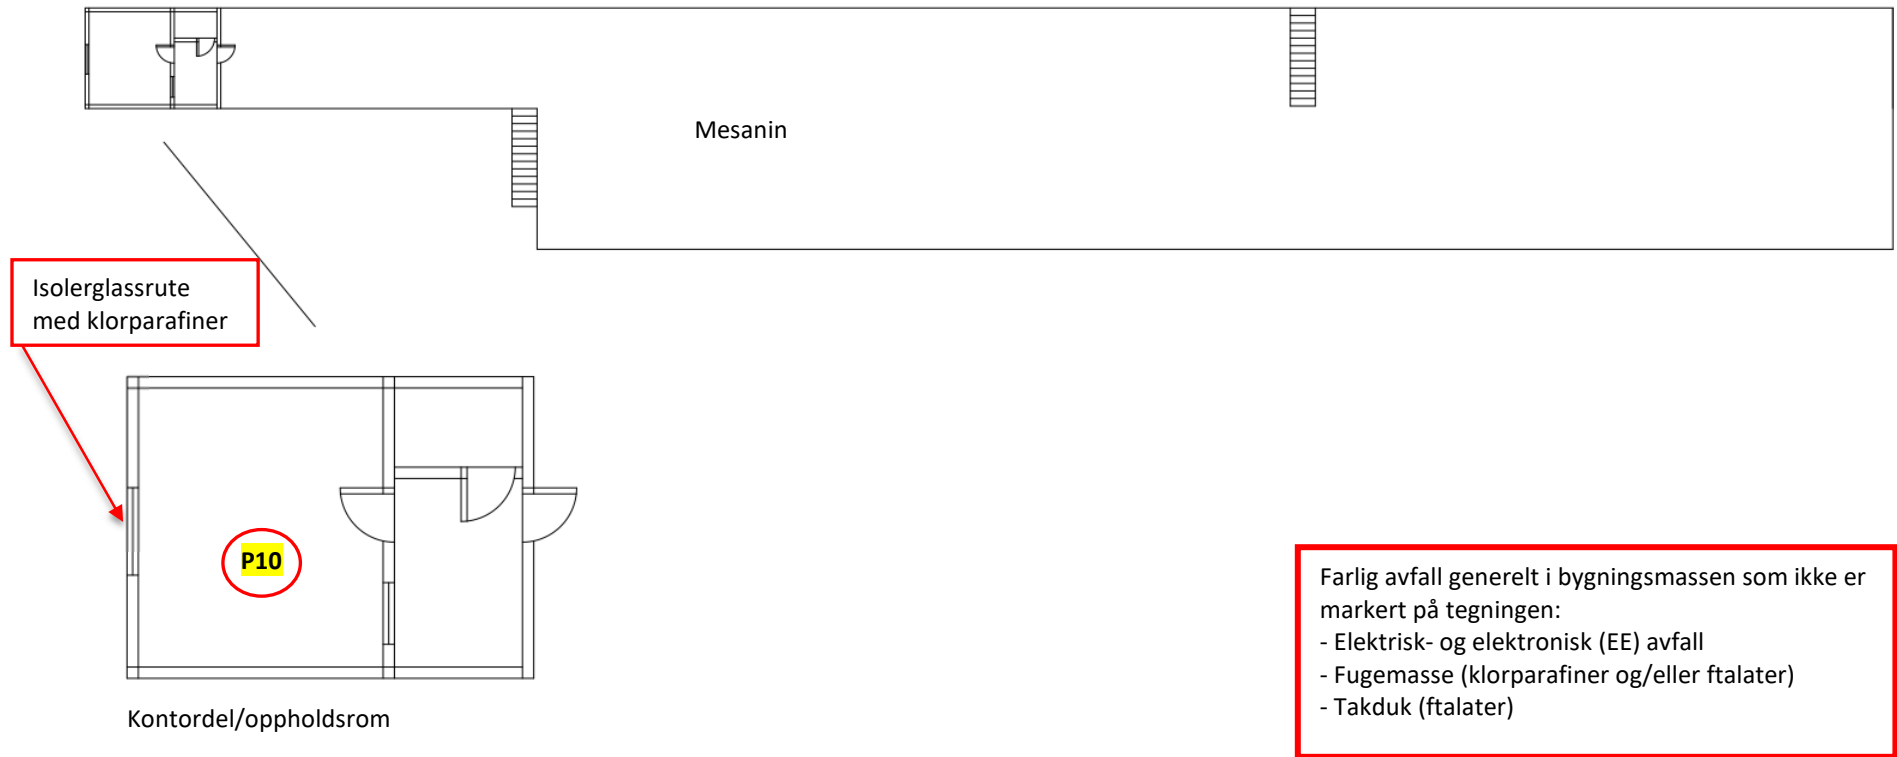 Mesanin
Isolerglassrute
med klorparafiner
P10
Kontordel/oppholdsrom
Farlig avfall generelt i bygningsmassen som ikke er
markert på tegningen:
- Elektrisk- og elektronisk (EE) avfall
- Fugemasse (klorparafiner og/eller ftalater)
- Takduk (ftalater)